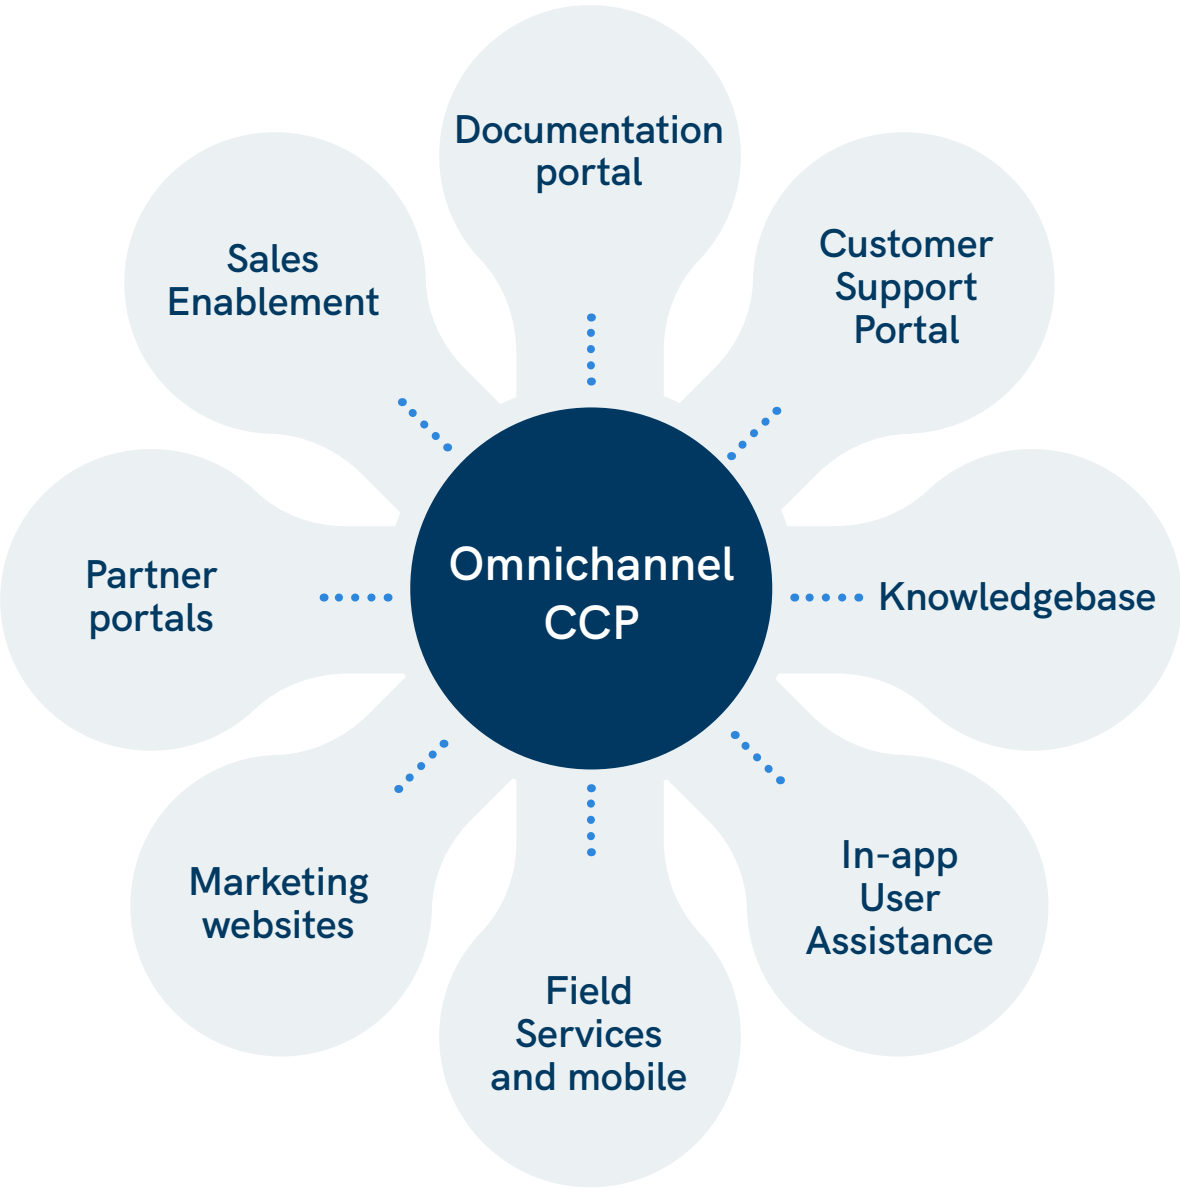 Documentation
portal
Customer
Support
Portal
Knowledgebase
In-app
User
Assistance
Field
Services
and mobile
Marketing
websites
Partner
portals
Sales
Enablement
Omnichannel
CCP